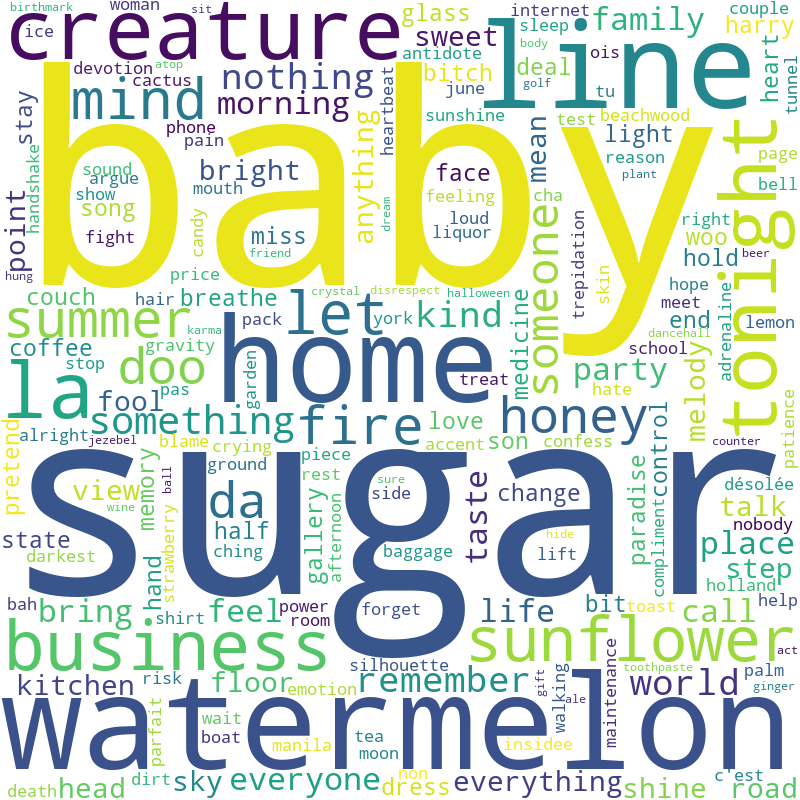 birthmark
woman
sit
glass
internet
couple
creature
line
family
harry
ice
sweet
sleep
body
ois
heart
tunnel
devotion
atop
antidote
deal
cactus
nothing
bitch
golf
tu
mind
morning
june
stay
phone
heartbeat
sunshine
test
beachwood
page
pain
anything
mean
light
handshake
baby
sound
argue
bright
face
reason
bell
show
mouth
feeling
plant
tonight
song
candy
dream
loud
cha
right
point
fight
miss
liquor
someone
trepidation
woo
beer
hung
friend
hold
price
skin
hope
adrenaline
couch
hair
breathe
crystal
disrespect
halloween
medicine
meet
summer
karma
pack
let
york
kind
end
lemon
coffee
doo
gravity
home
school
dancehall
stop
garden
treat
party
la
fool
pas
hate
melody
patience
something
fire
love
honey
alright
jezebel
blame
crying
piece
accent
son
confess
counter
pretend
memory
ball
ground
rest
sugar
sure
side
taste
change
paradise
control
désolée
view
wine
strawberry
da
gallery
afternoon
talk
compliment
nobody
state
half
hide
place
darkest
ching
baggage
lift
step
hand
holland
bah
bring
shirt
feel
power
forget
life
bit
toast
call
help
room
business
sunflower
act
silhouette
toothpaste
kitchen
risk
floor
emotion
remember
gift
walking
maintenance
world
palm
ginger
watermelon
ale
parfait
wait
tea
boat
manila
moon
insidee
death
head
dirt
sky
everyone
non
dress
everything
shine
c'est
road